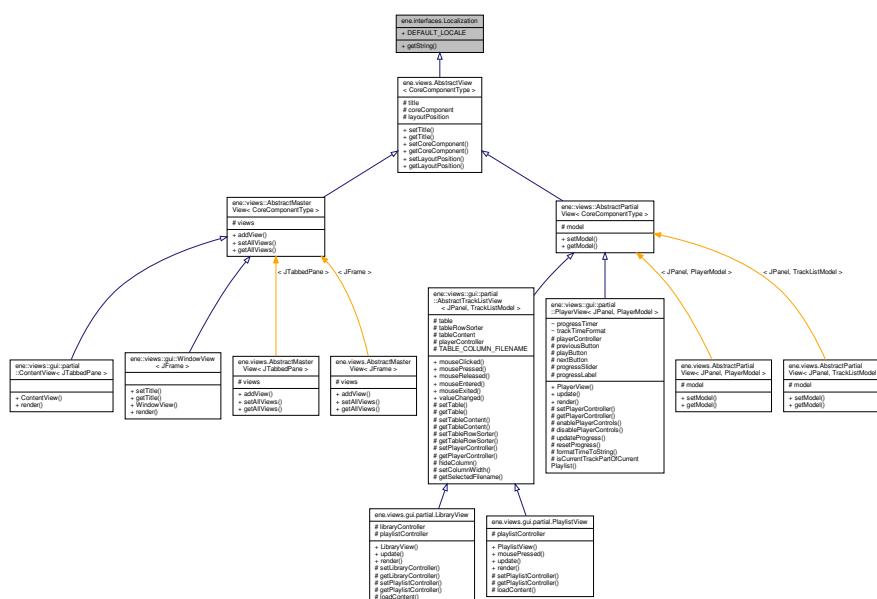 ene.interfaces.Localization
+ DEFAULT_LOCALE
+ getString()
ene.views.AbstractView
< CoreComponentType >
# title
# coreComponent
# layoutPosition
+ setTitle()
+ getTitle()
+ setCoreComponent()
+ getCoreComponent()
+ setLayoutPosition()
+ getLayoutPosition()
ene::views::AbstractMaster
View< CoreComponentType >
# views
+ addView()
+ setAllViews()
+ getAllViews()
ene::views::AbstractPartial
View< CoreComponentType >
# model
+ setModel()
+ getModel()
< JTabbedPane >
< JFrame >
< JPanel, PlayerModel >
< JPanel, TrackListModel >
ene::views::gui::partial
::ContentView< JTabbedPane >
+ ContentView()
+ render()
ene::views::gui::WindowView
< JFrame >
+ setTitle()
+ getTitle()
+ WindowView()
+ render()
ene.views.AbstractMaster
View< JTabbedPane >
# views
+ addView()
+ setAllViews()
+ getAllViews()
ene.views.AbstractMaster
View< JFrame >
# views
+ addView()
+ setAllViews()
+ getAllViews()
ene::views::gui::partial
::AbstractTrackListView
< JPanel, TrackListModel >
# table
# tableRowSorter
# tableContent
# playerController
# TABLE_COLUMN_FILENAME
+ mouseClicked()
+ mousePressed()
+ mouseReleased()
+ mouseEntered()
+ mouseExited()
+ valueChanged()
# setTable()
# getTable()
# setTableContent()
# getTableContent()
# setTableRowSorter()
# getTableRowSorter()
# setPlayerController()
# getPlayerController()
# hideColumn()
# setColumnWidth()
# getSelectedFilename()
ene::views::gui::partial
::PlayerView< JPanel, PlayerModel >
~ progressTimer
~ trackTimeFormat
# playerController
# previousButton
# playButton
# nextButton
# progressSlider
# progressLabel
+ PlayerView()
+ update()
+ render()
# setPlayerController()
# getPlayerController()
# enablePlayerControls()
# disablePlayerControls()
# updateProgress()
# resetProgress()
# formatTimeToString()
# isCurrentTrackPartOfCurrent
Playlist()
ene.views.AbstractPartial
View< JPanel, PlayerModel >
# model
+ setModel()
+ getModel()
ene.views.AbstractPartial
View< JPanel, TrackListModel >
# model
+ setModel()
+ getModel()
ene.views.gui.partial.LibraryView
# libraryController
# playlistController
+ LibraryView()
+ update()
+ render()
# setLibraryController()
# getLibraryController()
# setPlaylistController()
# getPlaylistController()
# loadContent()
ene.views.gui.partial.PlaylistView
# playlistController
+ PlaylistView()
+ mousePressed()
+ update()
+ render()
# setPlaylistController()
# getPlaylistController()
# loadContent()